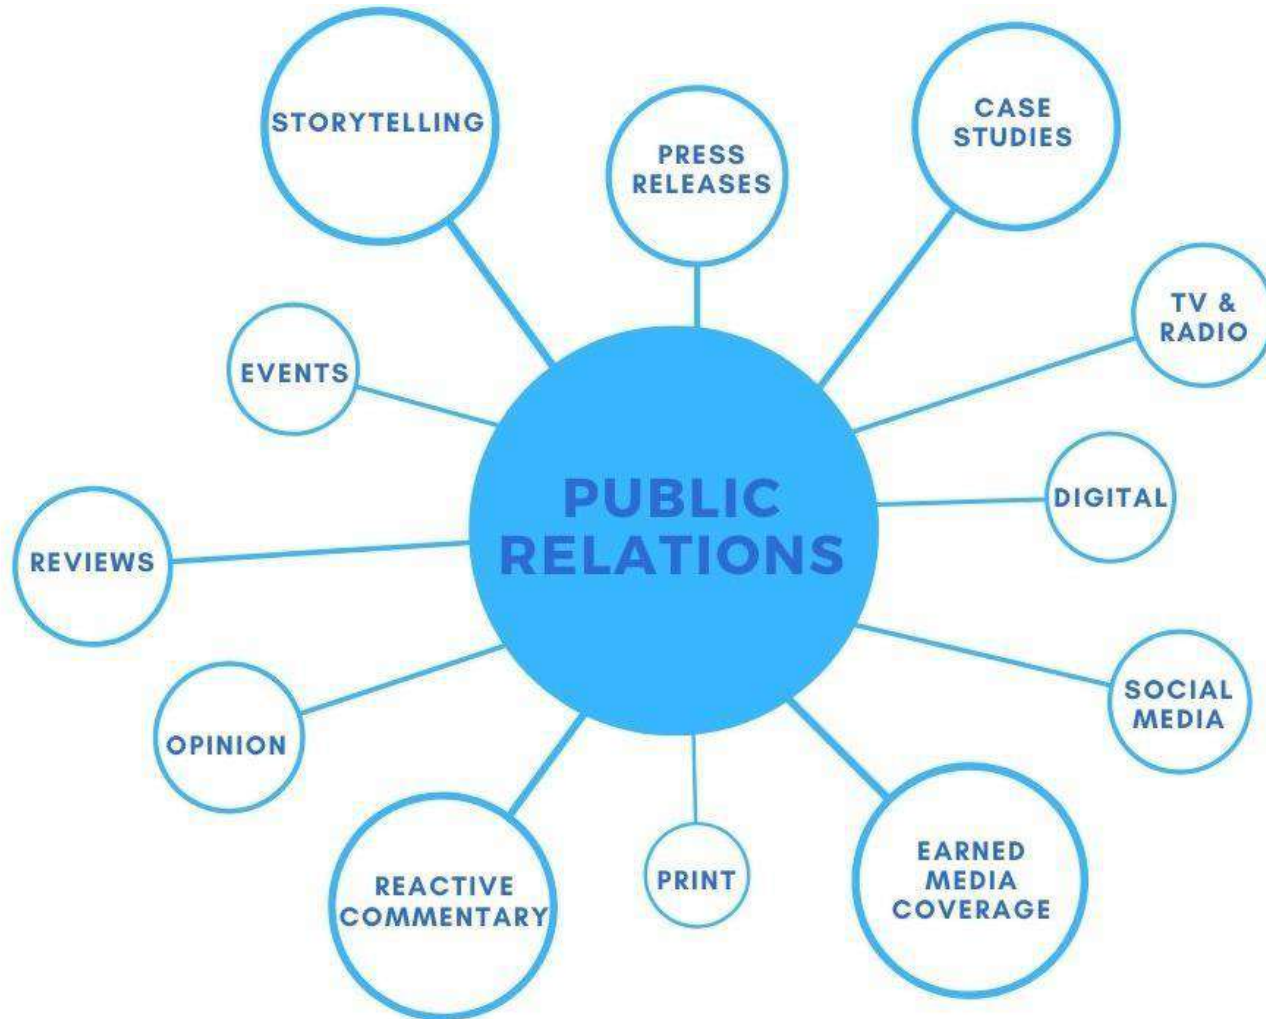 STORYTELLING
PRESS
RELEASES
CASE
STUDIES
TV &
RADIO
EVENTS
PUBLIC
RELATIONS
DIGITAL
REVIEWS
SOCIAL
MEDIA
OPINION
REACTIVE
COMMENTARY
PRINT
EARNED
MEDIA
COVERAGE